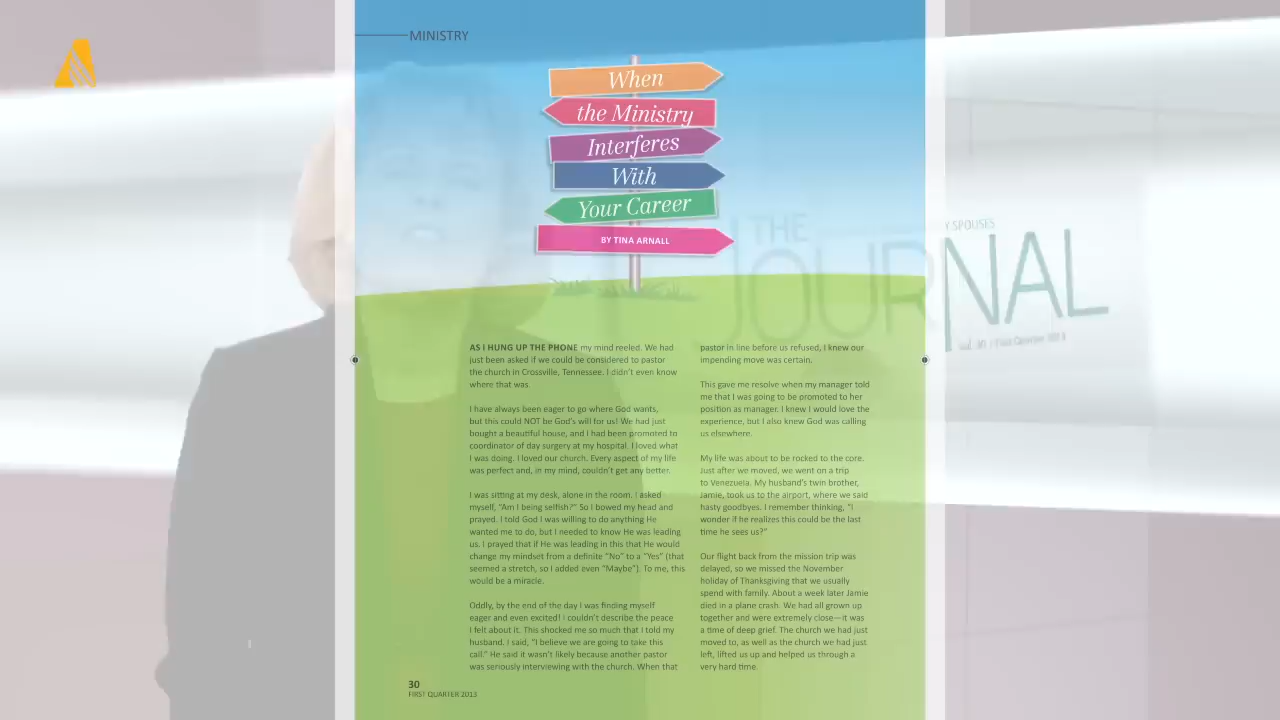 MINISTRY
When
the Ministry
Interferes
With
Your Career
BY TINA ARNALL
Y SPOUSES
THE
JOURNAL
AS I HUNG UP THE PHONE my mind reeled. We had
just been asked if we could be considered to pastor
the church in Crossville, Tennessee. I didn't even know
where that was.
I have always been eager to go where God wants,
but this could NOT be God's will for us! We had just
bought a beautiful house, and I had been promoted to
coordinator of day surgery at my hospital. I loved what
I was doing. I loved our church. Every aspect of my life
was perfect and, in my mind, couldn't get any better.
I was sitting at my desk, alone in the room. I asked
myself, "Am I being selfish?" So I bowed my head and
prayed. I told God I was willing to do anything He
wanted me to do, but I needed to know He was leading
us. I prayed that if He was leading in this that He would
change my mindset from a definite "No" to a "Yes" (that
seemed a stretch, so I added even "Maybe"). To me, this
would be a miracle.
Oddly, by the end of the day I was finding myself
eager and even excited! I couldn't describe the peace
I felt about it. This shocked me so much that I told my
husband. I said, "I believe we are going to take this
call." He said it wasn't likely because another pastor
was seriously interviewing with the church. When that
pastor in line before us refused, I knew our
impending move was certain.
This gave me resolve when my manager told
me that I was going to be promoted to her
position as manager. I knew I would love the
experience, but I also knew God was calling
us elsewhere.
My life was about to be rocked to the core.
Just after we moved, we went on a trip
to Venezuela. My husband's twin brother,
Jamie, took us to the airport, where we said
hasty goodbyes. I remember thinking, "I
wonder if he realizes this could be the last
time he sees us?"
Our flight back from the mission trip was
delayed, so we missed the November
holiday of Thanksgiving that we usually
spend with family. About a week later Jamie
died in a plane crash. We had all grown up
together and were extremely close—it was
a time of deep grief. The church we had just
moved to, as well as the church we had just
left, lifted us up and helped us through a
very hard time.
30
FIRST QUARTER 2013